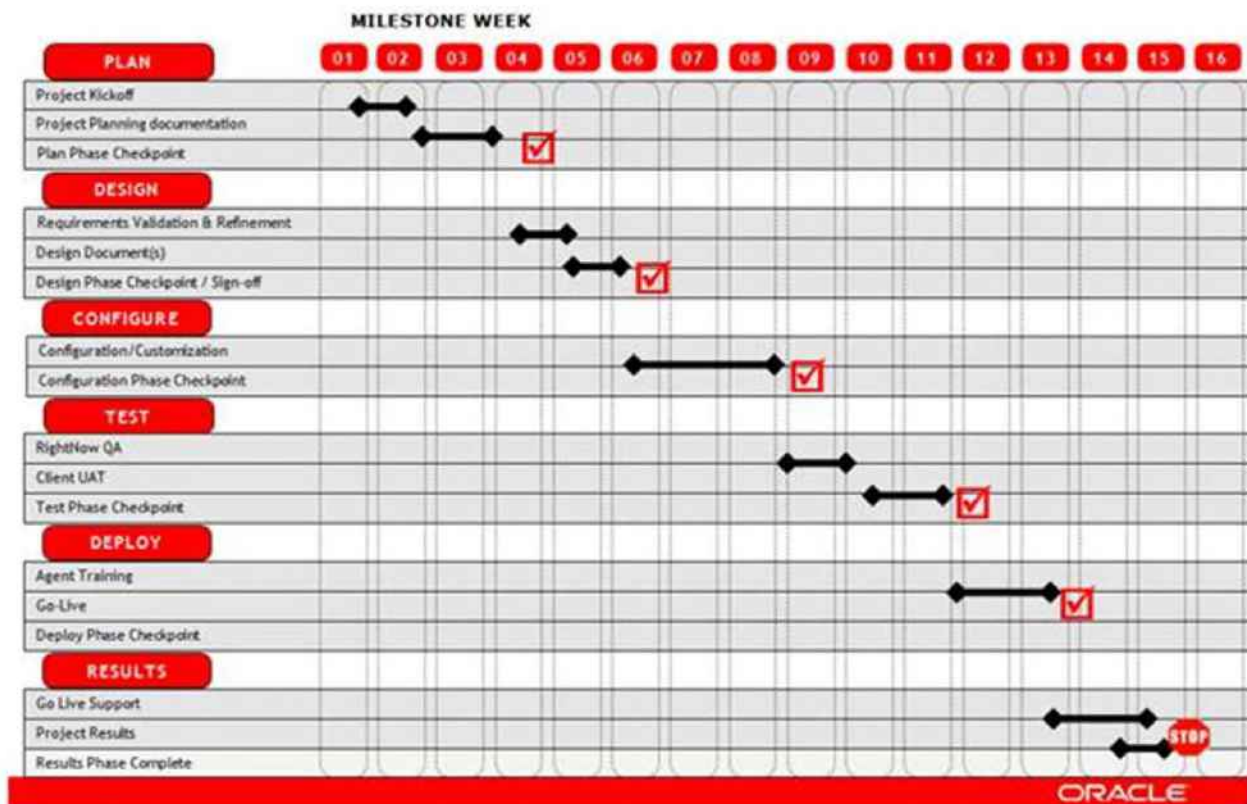 MILESTONE WEEK
PLAN 01 02 03 04 05 06 07 08 09 10 11 12 13 14 15 16
Project Kickoff
Project Planning documentation
Plan Phase Checkpoint
DESIGN
Requirements Validation & Refinement
Design Document(s)
Design Phase Checkpoint / Sign-off
CONFIGURE
Configuration/Customization
Configuration Phase Checkpoint
TEST
RightNow QA
Client UAT
Test Phase Checkpoint
DEPLOY
Agent Training
Go-Live
Deploy Phase Checkpoint
RESULTS
Go Live Support
Project Results
STOP
Results Phase Complete
ORACLE